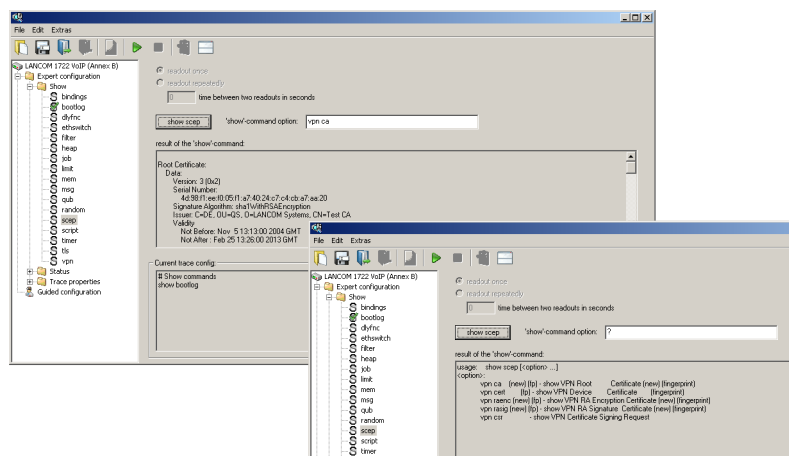 File Edit Extras
LANCOM 1722 VoIP (Annex B)
Expert configuration
Show
bindings
bootlog
dlyfnc
ethswitch
filter
heap
job
limit
mem
msg
qub
random
scep
script
timer
tls
vpn
Status
Trace properties
Guided configuration
readout once
readout repeatedly
0 time between two readouts in seconds
show scep 'show'-command option: vpn ca
result of the 'show'-command:
Root Certificate:
Data:
Version: 3 (0x2)
Serial Number:
4d:98:f1:ee:f0:05:f1:a7:40:24:c7:c4:cb:a7:aa:20
Signature Algorithm: sha1WithRSAEncryption
Issuer: C=DE, OU=QS, O=LANCOM Systems, CN=Test CA
Validity
Not Before: Nov 5 13:13:00 2004 GMT
Not After : Feb 25 13:26:00 2013 GMT
Current trace config:
# Show commands
show bootlog
File Edit Extras
LANCOM 1722 VoIP (Annex B)
Expert configuration
Show
bindings
bootlog
dlyfnc
ethswitch
filter
heap
job
limit
mem
msg
qub
random
scep
script
timer
readout once
readout repeatedly
0 time between two readouts in seconds
show scep 'show'-command option: ?
result of the 'show'-command:
usage: show scep [<option> ...]
<option>:
vpn ca (new) (fp) - show VPN Root Certificate (new) (fingerprint)
vpn cert (fp) - show VPN Device Certificate (fingerprint)
vpn raenc (new) (fp) - show VPN RA Encryption Certificate (new) (fingerprint)
vpn rasig (new) (fp) - show VPN RA Signature Certificate (new) (fingerprint)
vpn csr - show VPN Certificate Signing Request